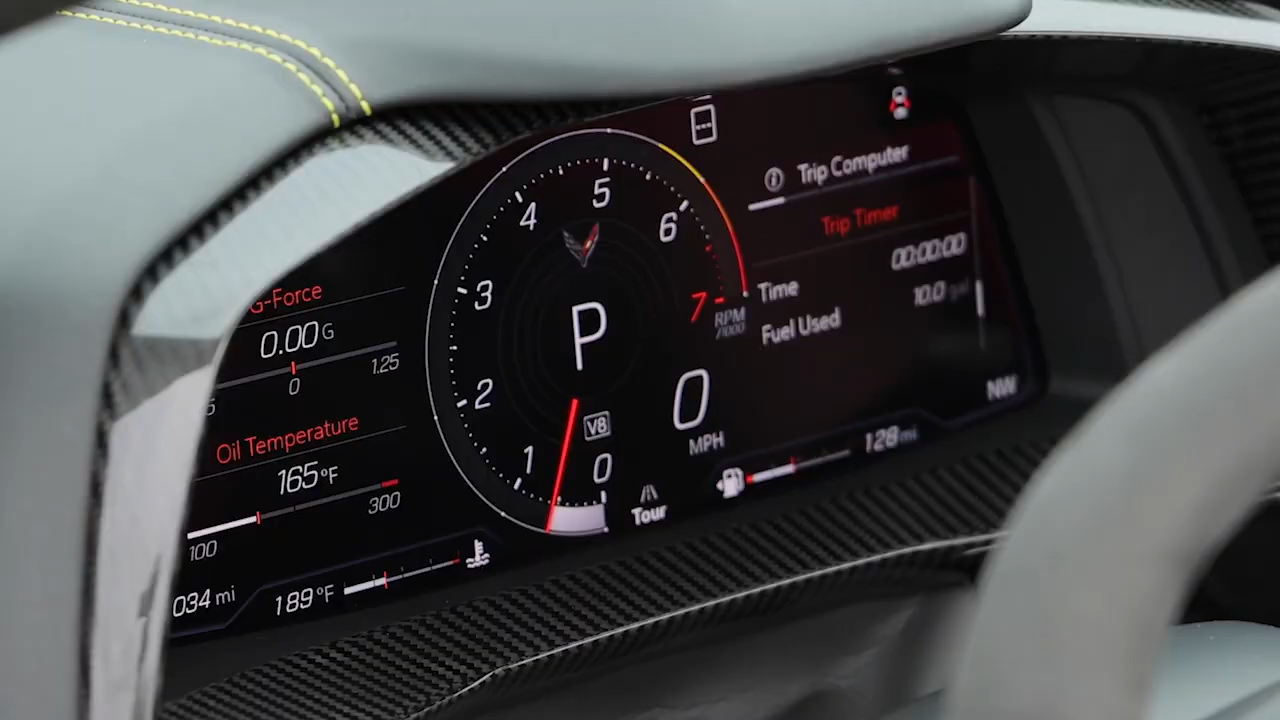 G-Force
0.00 G
0
1.25
Oil Temperature
165 °F
100
300
034 mi
189 °F
0
1
2
3
4
5
6
7
RPM
/1000
P
V8
0
MPH
Tour
Trip Computer
Trip Timer
00:00:00
Time
Fuel Used
10.0 gal
NW
128 mi